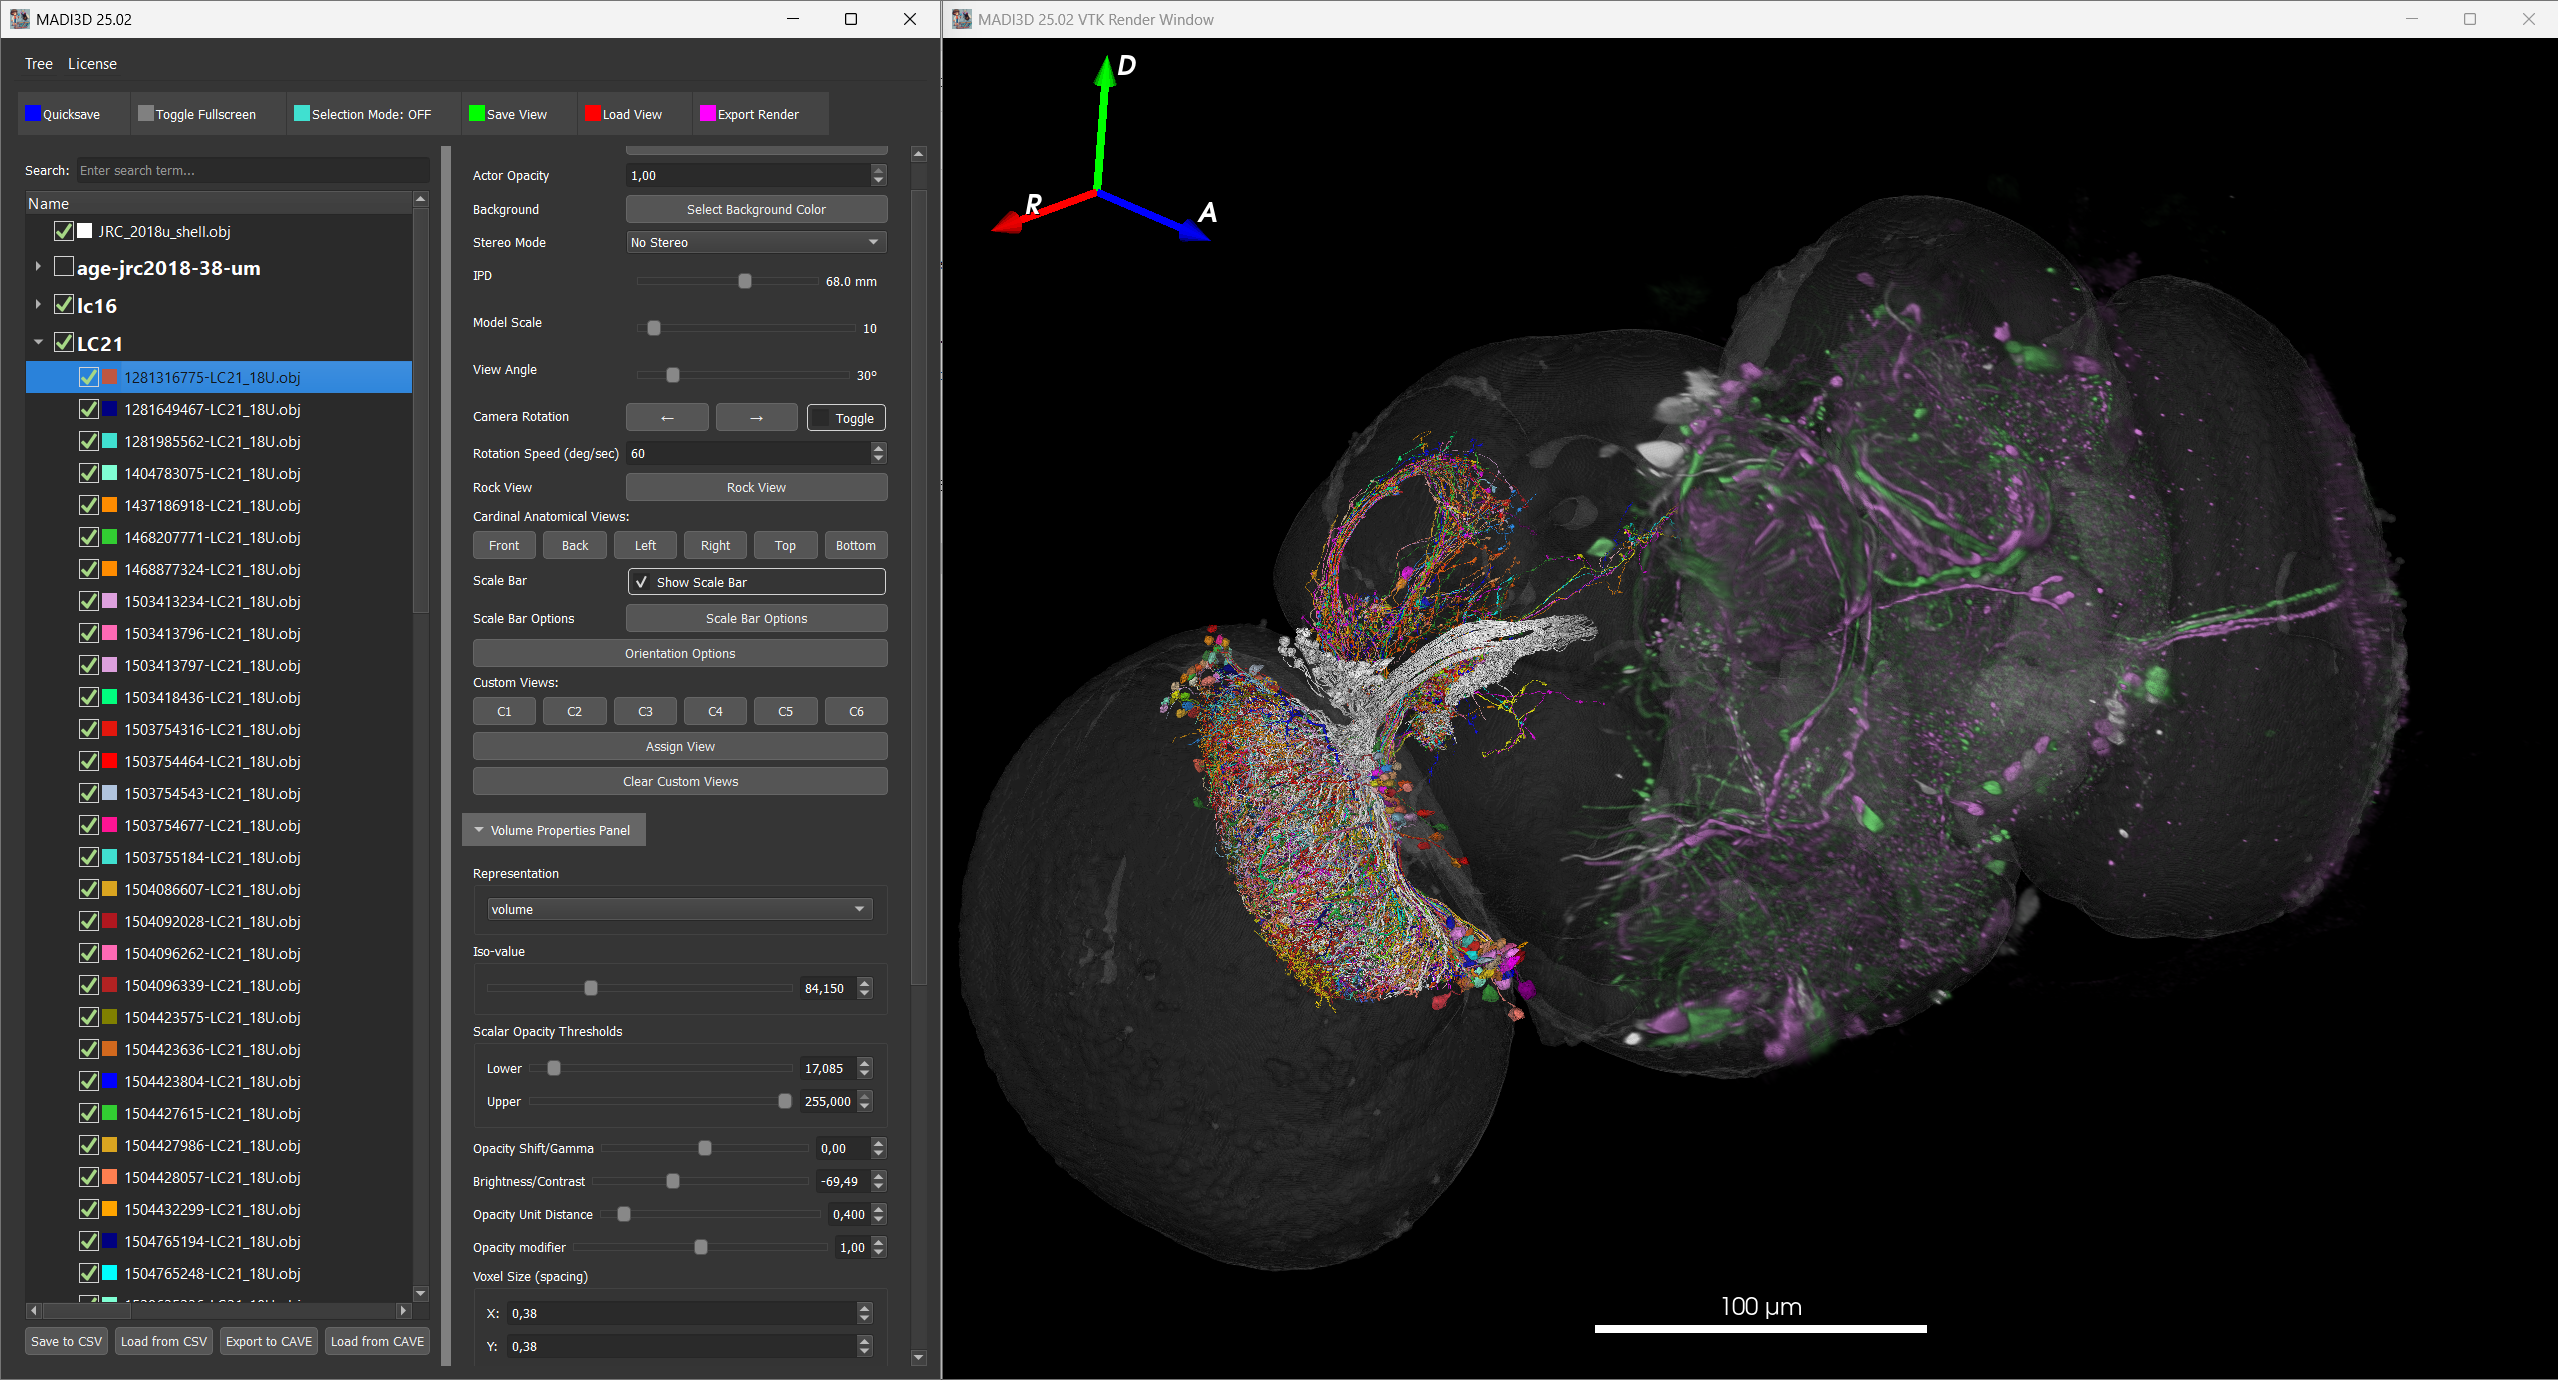 MADI3D 25.02
MADI3D 25.02 VTK Render Window
Tree License
Quicksave
Toggle Fullscreen
Selection Mode: OFF
Save View
Load View
Export Render
Search: Enter search term...
Name
JRC_2018u_shell.obj
age-jrc2018-38-um
lc16
LC21
1281316775-LC21_18U.obj
1281649467-LC21_18U.obj
1281985562-LC21_18U.obj
1404783075-LC21_18U.obj
1437186918-LC21_18U.obj
1468207771-LC21_18U.obj
1468877324-LC21_18U.obj
1503413234-LC21_18U.obj
1503413796-LC21_18U.obj
1503413797-LC21_18U.obj
1503418436-LC21_18U.obj
1503754316-LC21_18U.obj
1503754464-LC21_18U.obj
1503754543-LC21_18U.obj
1503754677-LC21_18U.obj
1503755184-LC21_18U.obj
1504086607-LC21_18U.obj
1504092028-LC21_18U.obj
1504096262-LC21_18U.obj
1504096339-LC21_18U.obj
1504423575-LC21_18U.obj
1504423636-LC21_18U.obj
1504423804-LC21_18U.obj
1504427615-LC21_18U.obj
1504427986-LC21_18U.obj
1504428057-LC21_18U.obj
1504432299-LC21_18U.obj
1504765194-LC21_18U.obj
1504765248-LC21_18U.obj
Save to CSV
Load from CSV
Export to CAVE
Load from CAVE
Actor Opacity 1,00
Background Select Background Color
Stereo Mode No Stereo
IPD 68.0 mm
Model Scale 10
View Angle 30°
Camera Rotation ← → Toggle
Rotation Speed (deg/sec) 60
Rock View Rock View
Cardinal Anatomical Views:
Front Back Left Right Top Bottom
Scale Bar Show Scale Bar
Scale Bar Options Scale Bar Options
Orientation Options
Custom Views:
C1 C2 C3 C4 C5 C6
Assign View
Clear Custom Views
Volume Properties Panel
Representation
volume
Iso-value
84,150
Scalar Opacity Thresholds
Lower 17,085
Upper 255,000
Opacity Shift/Gamma 0,00
Brightness/Contrast -69,49
Opacity Unit Distance 0,400
Opacity modifier 1,00
Voxel Size (spacing)
X: 0,38
Y: 0,38
D
R
A
100 µm